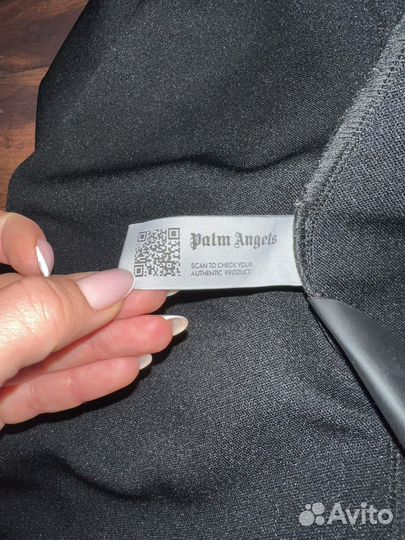 Palm Angels
SCAN TO CHECK YOUR
AUTHENTIC PRODUCT
Avito